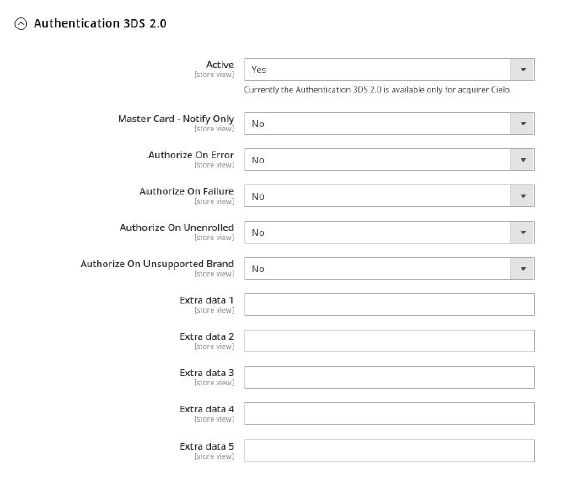 Authentication 3DS 2.0
Active
[store view]
Yes
Currently the Authentication 3DS 2.0 is available only for acquirer Cielo.
Master Card - Notify Only
[store view]
No
Authorize On Error
[store view]
No
Authorize On Failure
[store view]
No
Authorize On Unenrolled
[store view]
No
Authorize On Unsupported Brand
[store view]
No
Extra data 1
[store view]
Extra data 2
[store view]
Extra data 3
[store view]
Extra data 4
[store view]
Extra data 5
[store view]